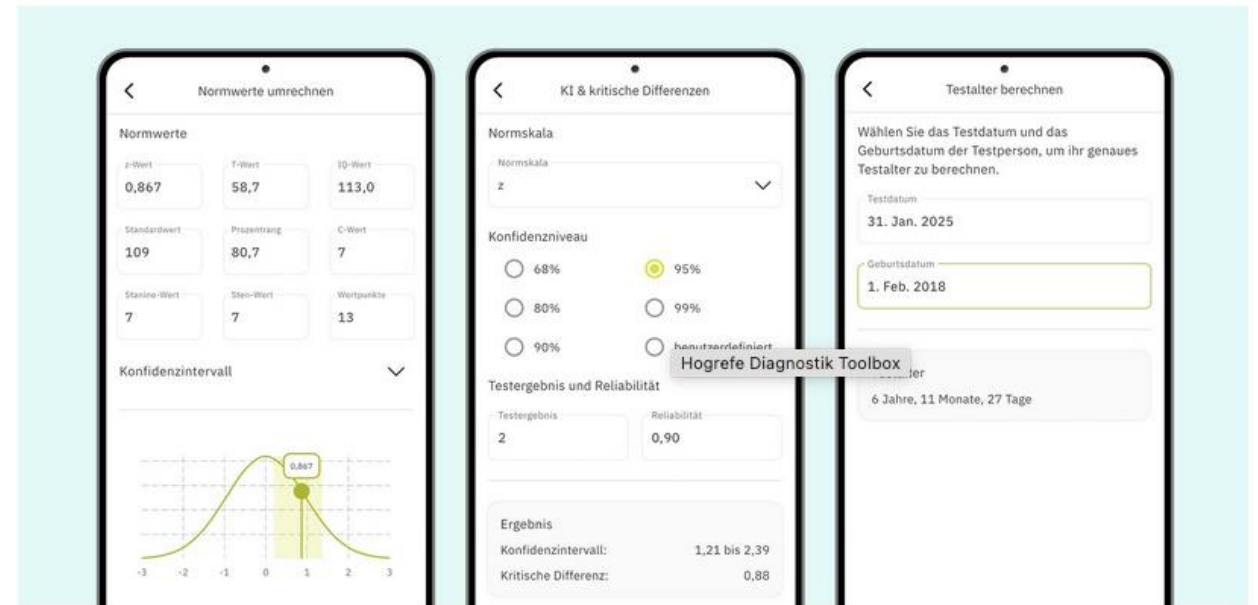 Normwerte umrechnen
Normwerte
z-Wert
T-Wert
IQ-Wert
0,867
58,7
113,0
Standardwert
Prozentrang
C-Wert
109
80,7
7
Stanine-Wert
Sten-Wert
Wertpunkte
7
7
13
Konfidenzintervall
0,867
-3 -2 -1 0 1 2 3
KI & kritische Differenzen
Normskala
Normskala
z
Konfidenzniveau
68%
95%
80%
99%
90%
benutzerdefiniert
Hogrefe Diagnostik Toolbox
Testergebnis und Reliabilität
Testergebnis
Reliabilität
2
0,90
Ergebnis
Konfidenzintervall: 1,21 bis 2,39
Kritische Differenz: 0,88
Testalter berechnen
Wählen Sie das Testdatum und das
Geburtsdatum der Testperson, um ihr genaues
Testalter zu berechnen.
Testdatum
31. Jan. 2025
Geburtsdatum
1. Feb. 2018
6 Jahre, 11 Monate, 27 Tage